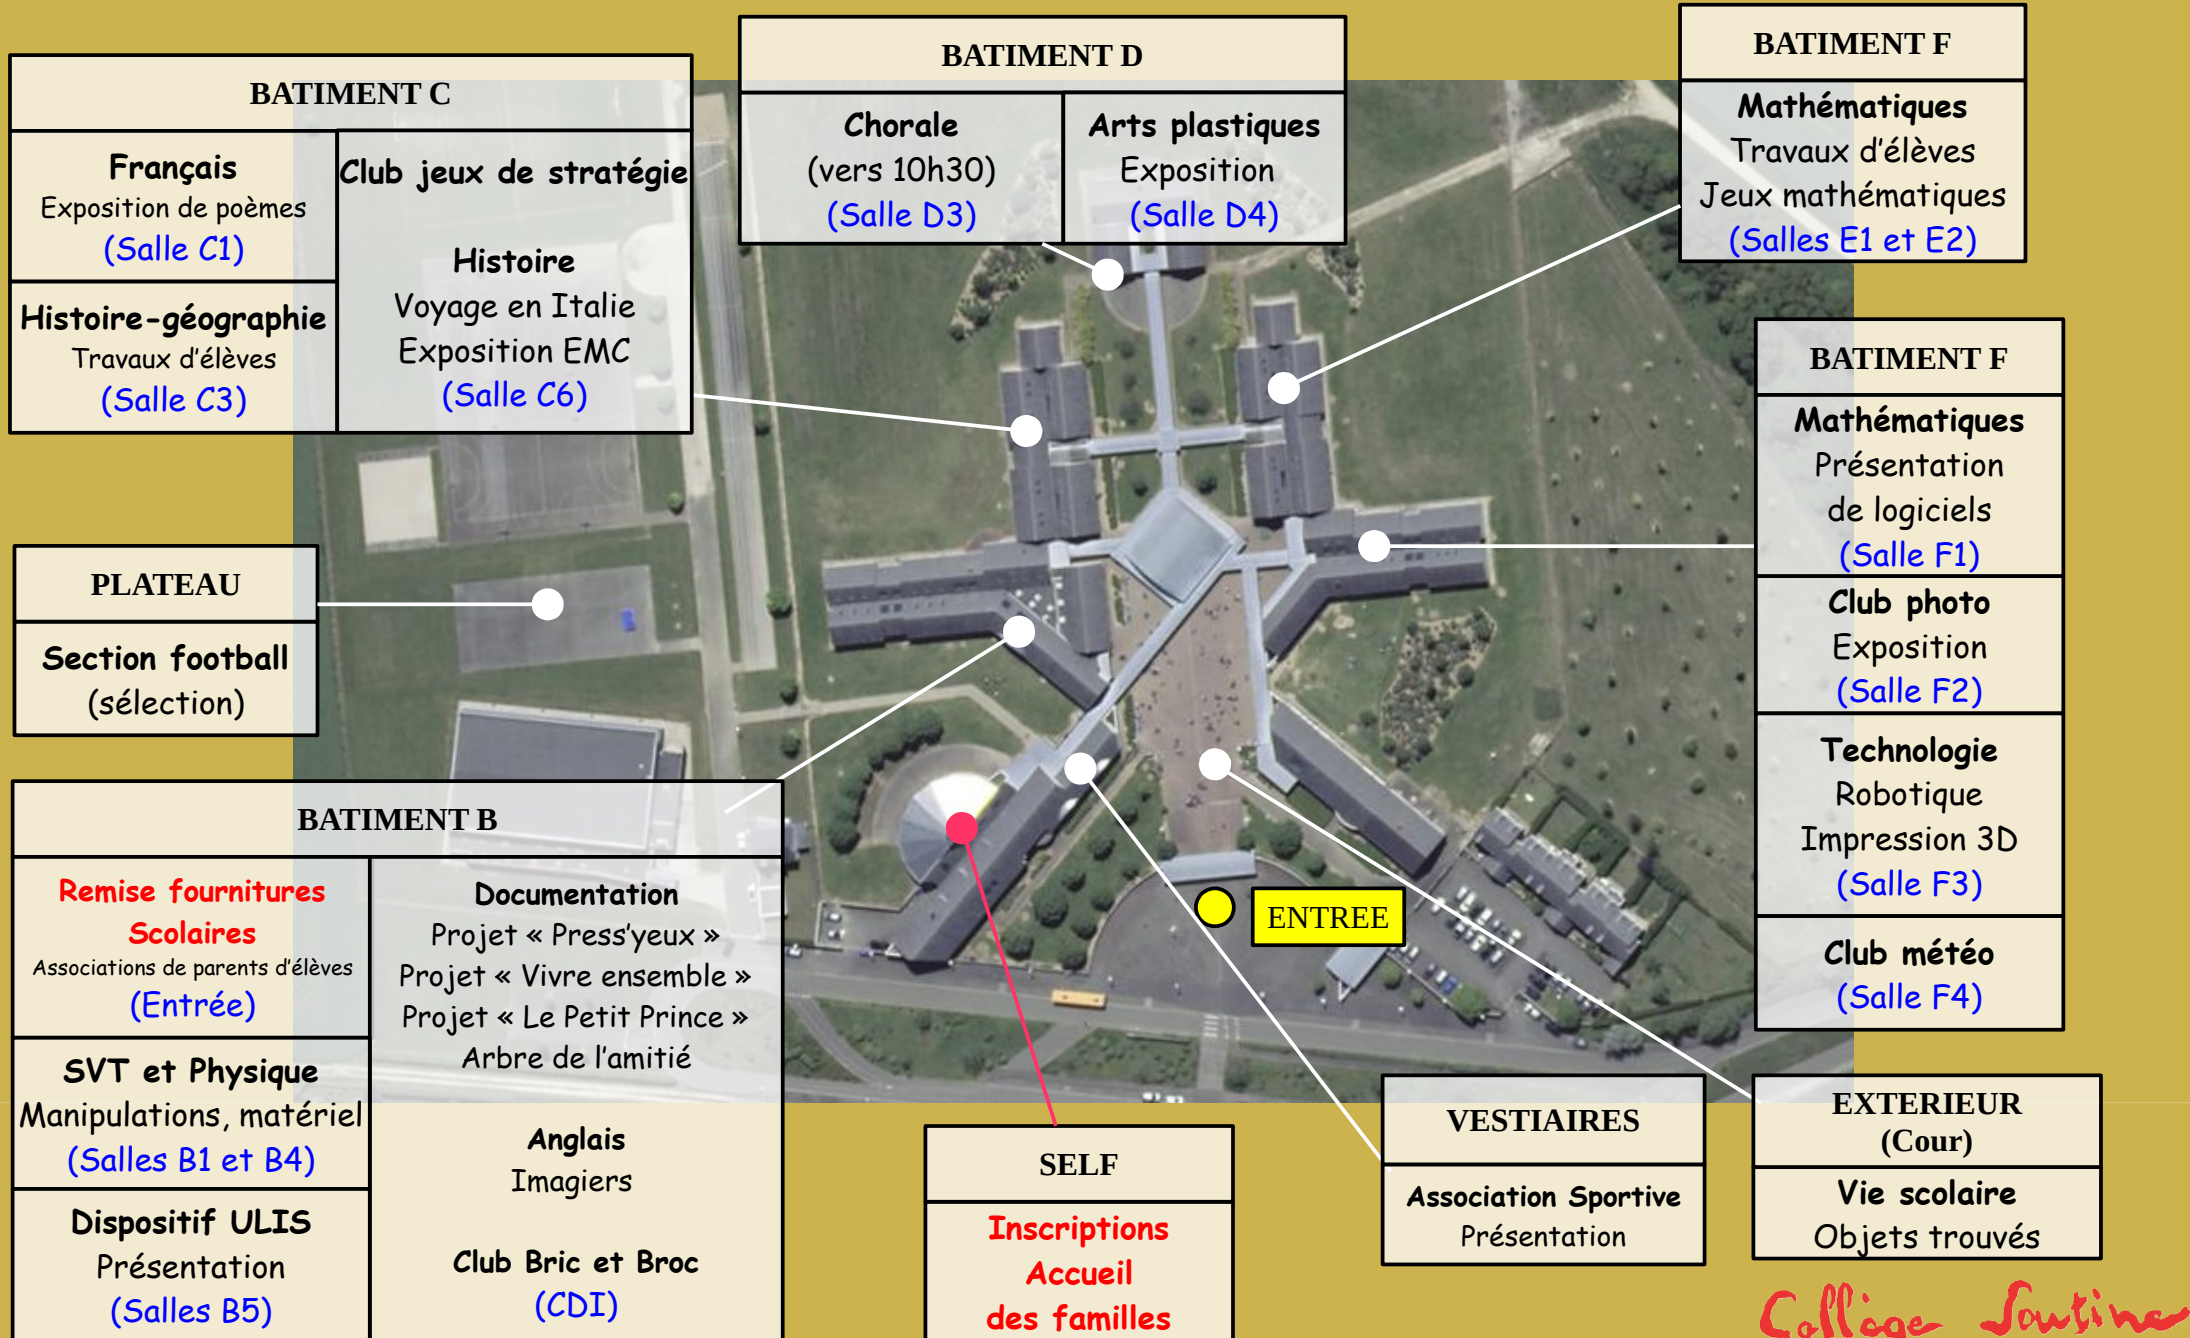 BATIMENT C
Français
Exposition de poèmes
(Salle C1)
Histoire-géographie
Travaux d'élèves
(Salle C3)
Club jeux de stratégie
Histoire
Voyage en Italie
Exposition EMC
(Salle C6)
BATIMENT D
Chorale
(vers 10h30)
(Salle D3)
Arts plastiques
Exposition
(Salle D4)
BATIMENT F
Mathématiques
Travaux d'élèves
Jeux mathématiques
(Salles E1 et E2)
BATIMENT F
Mathématiques
Présentation
de logiciels
(Salle F1)
Club photo
Exposition
(Salle F2)
Technologie
Robotique
Impression 3D
(Salle F3)
Club météo
(Salle F4)
PLATEAU
Section football
(sélection)
BATIMENT B
Remise fournitures
Scolaires
Associations de parents d'élèves
(Entrée)
SVT et Physique
Manipulations, matériel
(Salles B1 et B4)
Dispositif ULIS
Présentation
(Salles B5)
Documentation
Projet « Press'yeux »
Projet « Vivre ensemble »
Projet « Le Petit Prince »
Arbre de l'amitié
Anglais
Imagiers
Club Bric et Broc
(CDI)
ENTREE
SELF
Inscriptions
Accueil
des familles
VESTIAIRES
Association Sportive
Présentation
EXTERIEUR
(Cour)
Vie scolaire
Objets trouvés
Collège Soutine